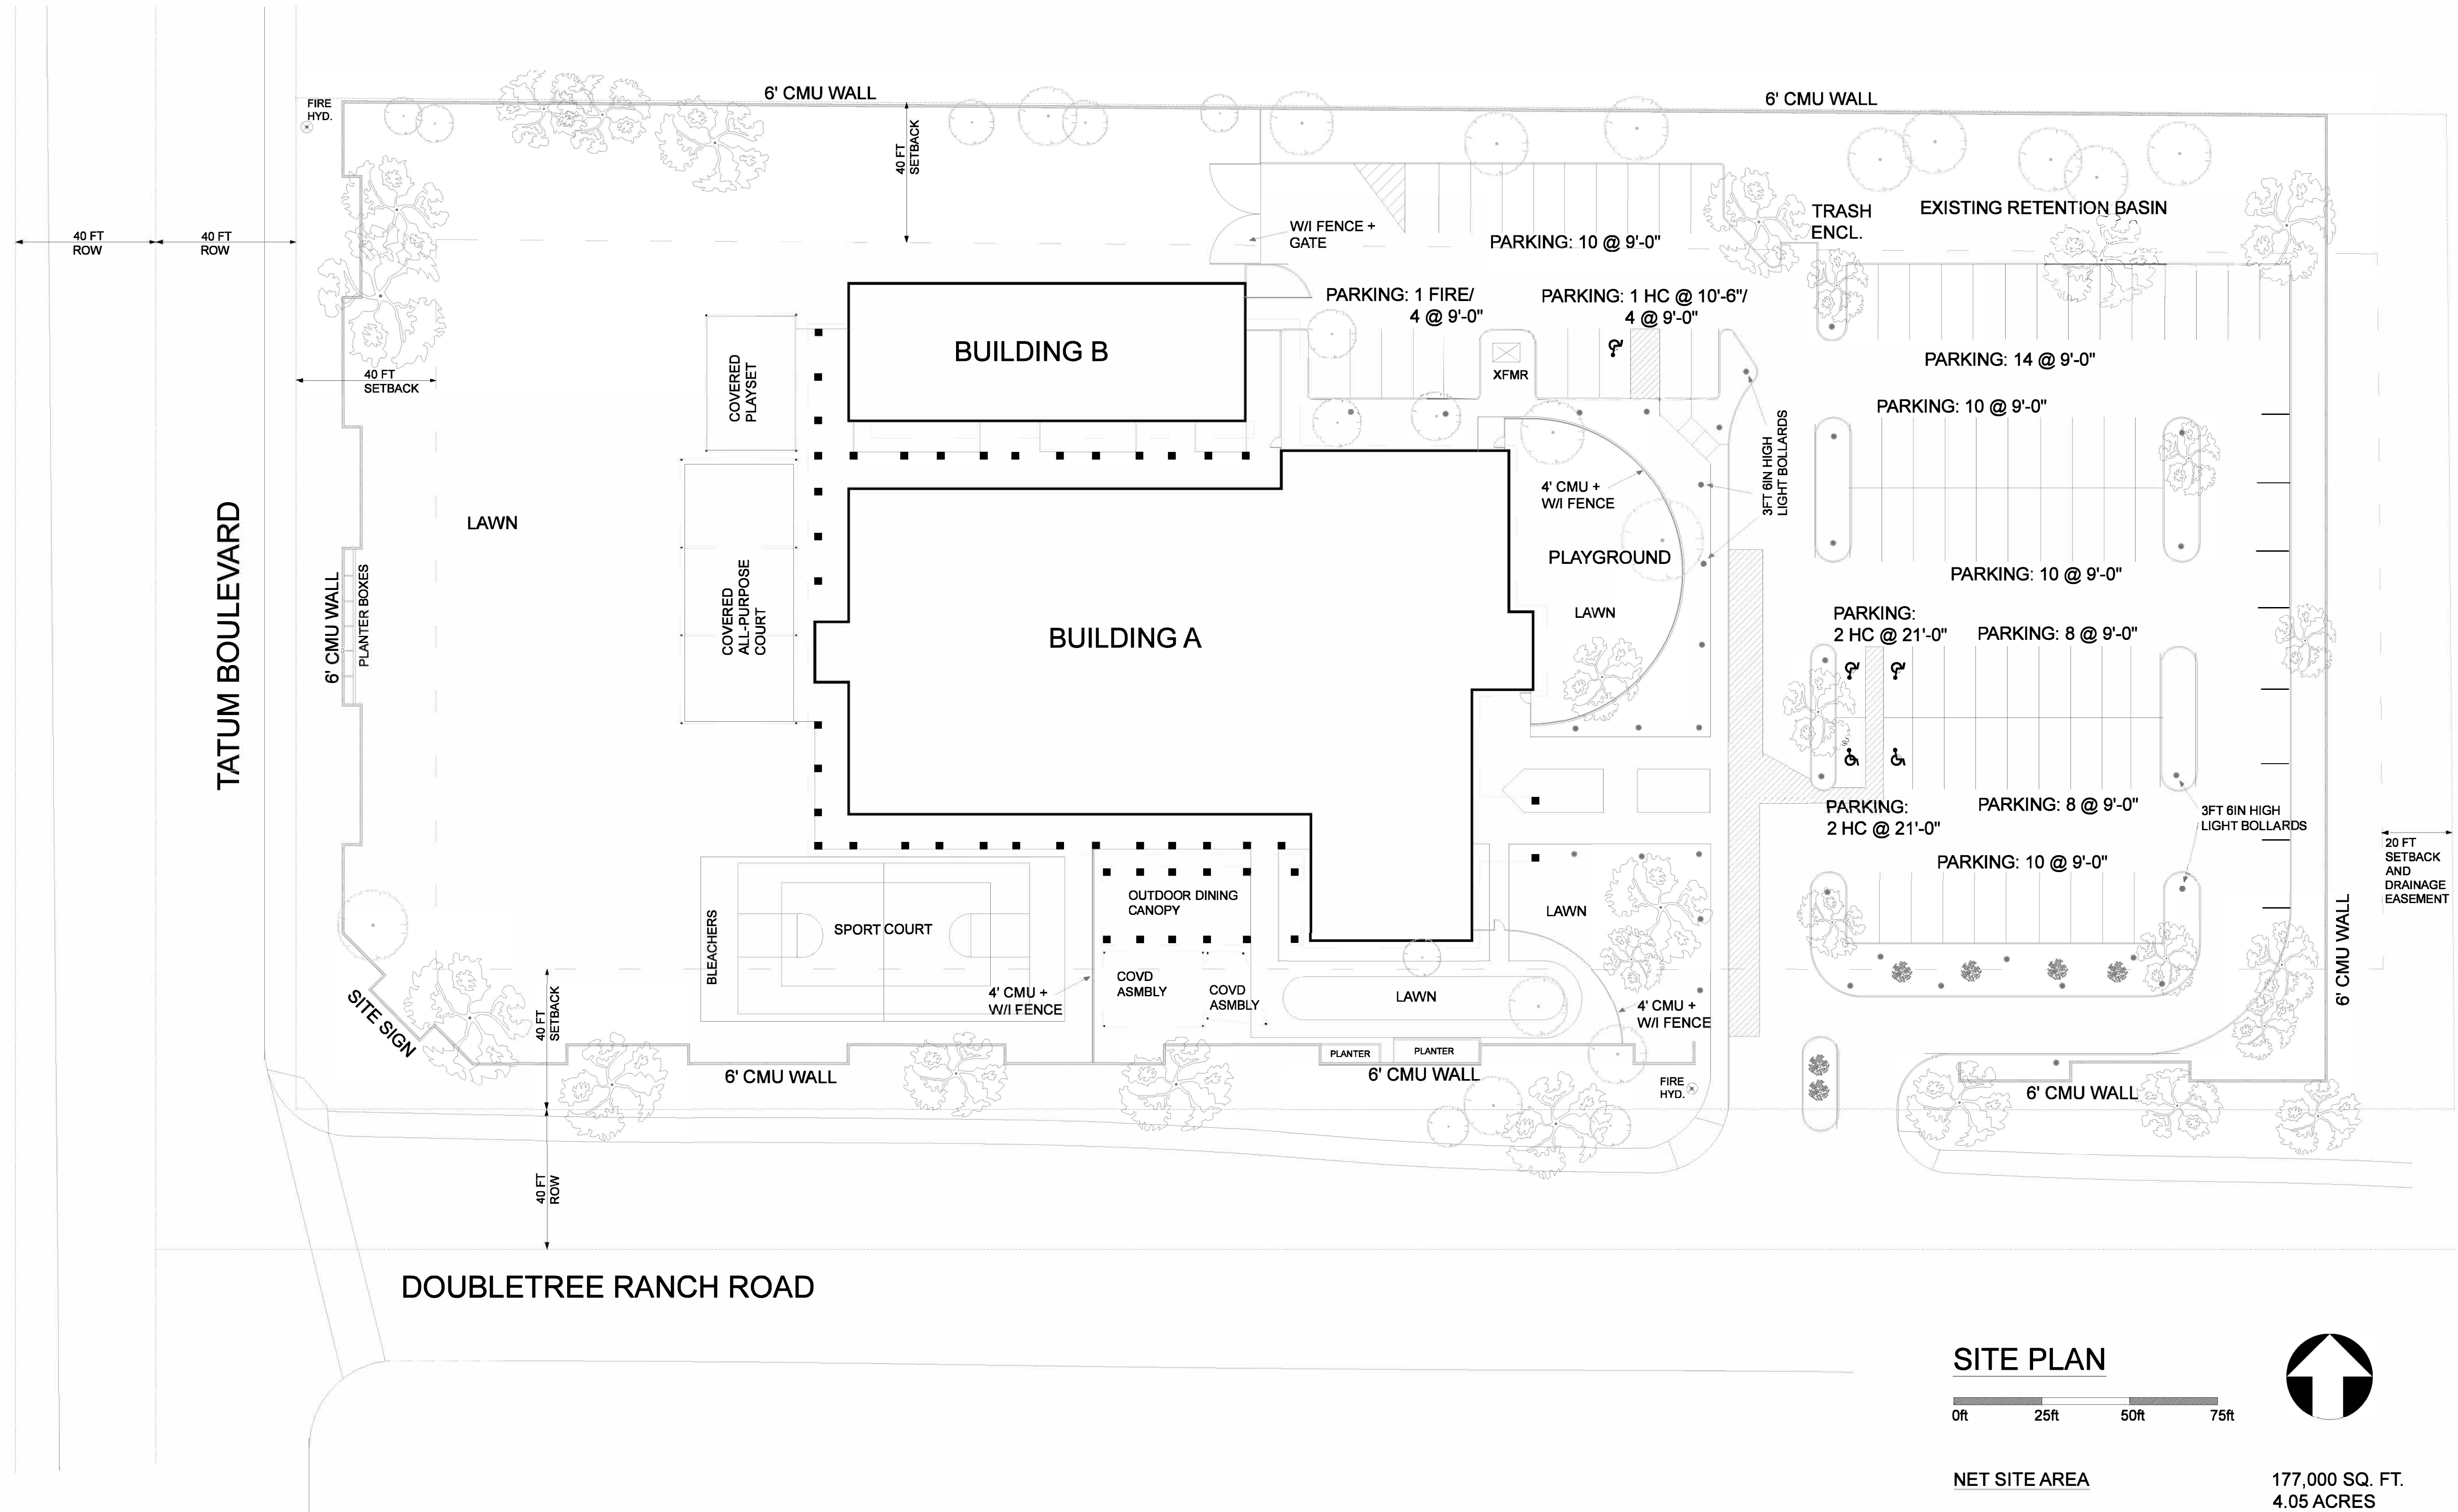 6' CMU WALL
6' CMU WALL
FIRE
HYD.
40 FT
SETBACK
TRASH
ENCL.
EXISTING RETENTION BASIN
W/I FENCE +
GATE
PARKING: 10 @ 9'-0"
40 FT
ROW
40 FT
ROW
PARKING: 1 FIRE/
4 @ 9'-0"
PARKING: 1 HC @ 10'-6"/
4 @ 9'-0"
BUILDING B
COVERED
PLAYSET
XFMR
PARKING: 14 @ 9'-0"
40 FT
SETBACK
PARKING: 10 @ 9'-0"
3FT 6IN HIGH
LIGHT BOLLARDS
4' CMU +
W/I FENCE
LAWN
PLAYGROUND
PARKING: 10 @ 9'-0"
TATUM BOULEVARD
6' CMU WALL
PLANTER BOXES
COVERED
ALL-PURPOSE
COURT
BUILDING A
LAWN
PARKING:
2 HC @ 21'-0"
PARKING: 8 @ 9'-0"
PARKING:
2 HC @ 21'-0"
PARKING: 8 @ 9'-0"
3FT 6IN HIGH
LIGHT BOLLARDS
20 FT
SETBACK
AND
DRAINAGE
EASEMENT
PARKING: 10 @ 9'-0"
OUTDOOR DINING
CANOPY
LAWN
BLEACHERS
SPORT COURT
6' CMU WALL
COVD
ASMBLY
COVD
ASMBLY
4' CMU +
W/I FENCE
LAWN
4' CMU +
W/I FENCE
SITE SIGN
40 FT
SETBACK
PLANTER
PLANTER
6' CMU WALL
6' CMU WALL
FIRE
HYD.
6' CMU WALL
40 FT
ROW
DOUBLETREE RANCH ROAD
SITE PLAN
0ft 25ft 50ft 75ft
NET SITE AREA 177,000 SQ. FT.
4.05 ACRES